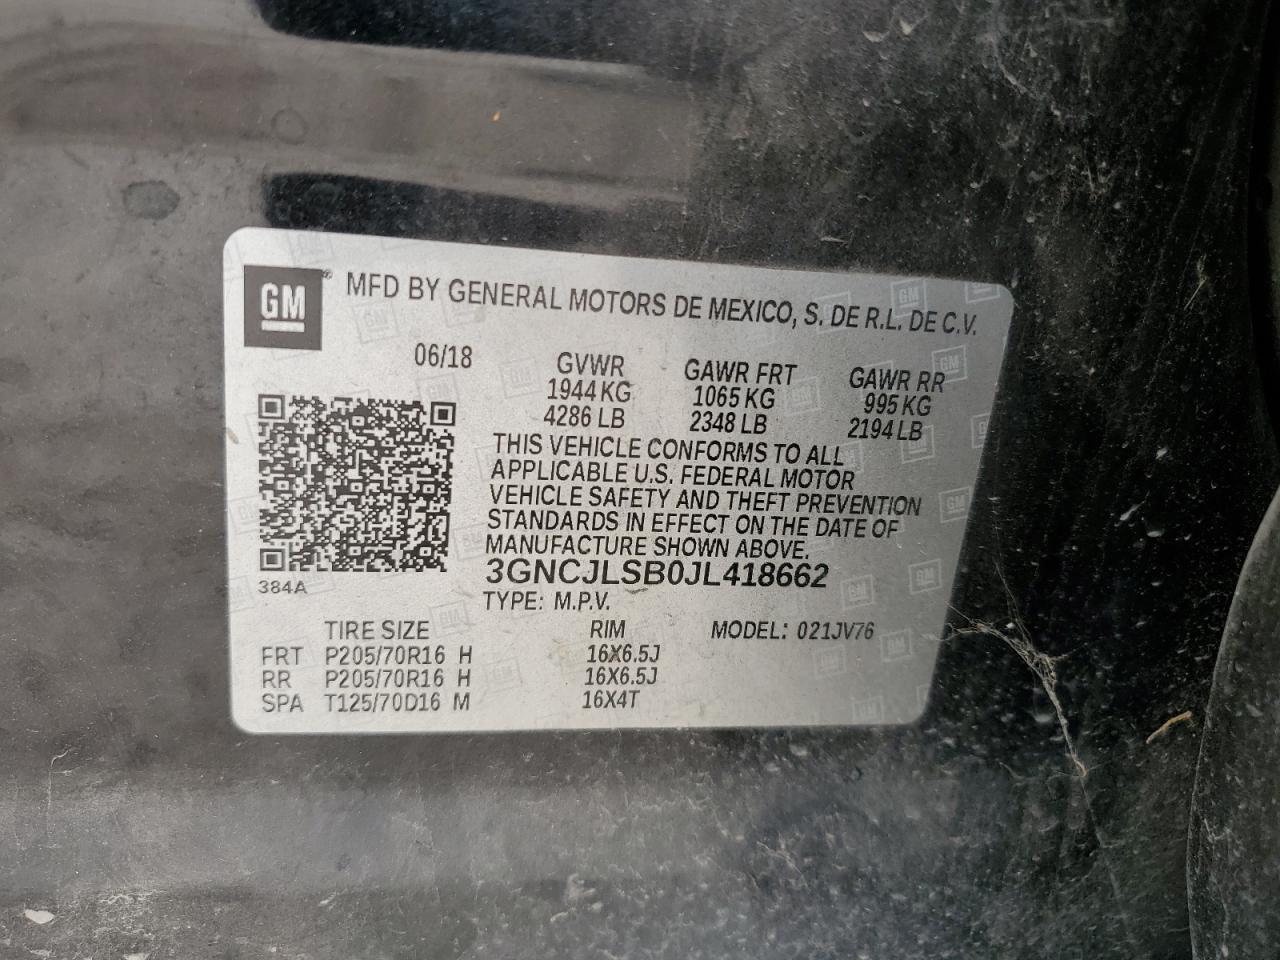 GM ® MFD BY GENERAL MOTORS DE MEXICO, S. DE R.L. DE C.V.
06/18 GVWR GAWR FRT GAWR RR
1944 KG 1065 KG 995 KG
4286 LB 2348 LB 2194 LB
THIS VEHICLE CONFORMS TO ALL
APPLICABLE U.S. FEDERAL MOTOR
VEHICLE SAFETY AND THEFT PREVENTION
STANDARDS IN EFFECT ON THE DATE OF
MANUFACTURE SHOWN ABOVE.
384A 3GNCJLSB0JL418662
TYPE: M.P.V.
TIRE SIZE RIM MODEL: 021JV76
FRT P205/70R16 H 16X6.5J
RR P205/70R16 H 16X6.5J
SPA T125/70D16 M 16X4T